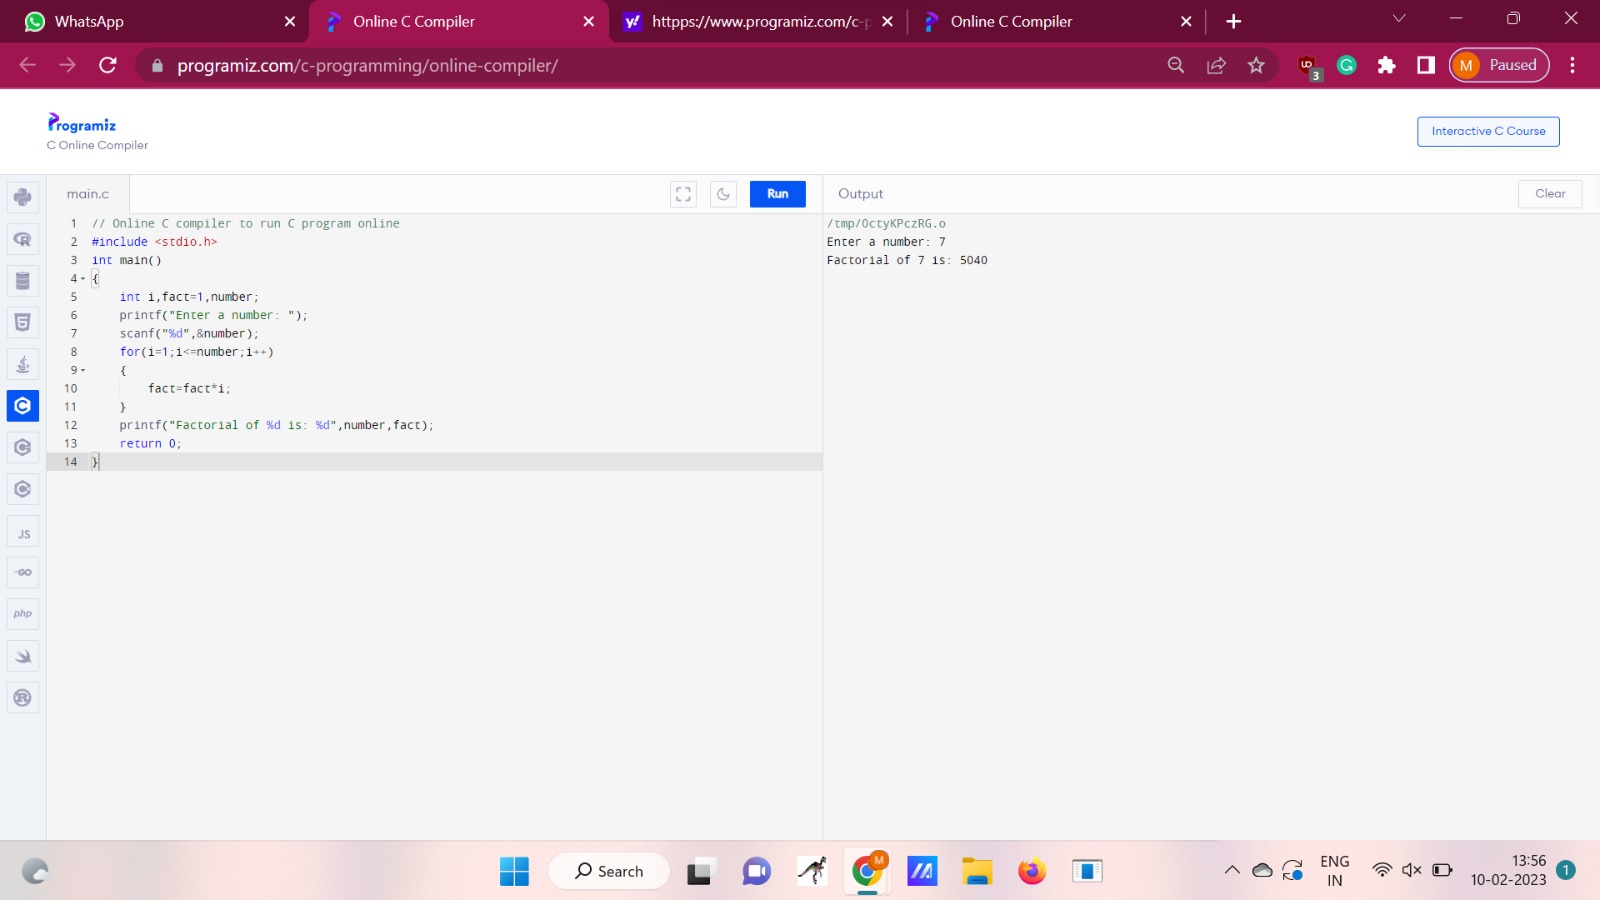 WhatsApp
Online C Compiler
y! httpps://www.programiz.com/c-p
Online C Compiler
programiz.com/c-programming/online-compiler/
3
M Paused
Programiz
C Online Compiler
Interactive C Course
main.c
Run
Output
Clear
1 // Online C compiler to run C program online
2 #include <stdio.h>
3 int main()
4 {
5 int i,fact=1,number;
6 printf("Enter a number: ");
7 scanf("%d",&number);
8 for(i=1;i<=number;i++)
9 {
10 fact=fact*i;
11 }
12 printf("Factorial of %d is: %d",number,fact);
13 return 0;
14 }
/tmp/0ctyKPczRG.o
Enter a number: 7
Factorial of 7 is: 5040
R
5
C
JS
GO
php
Search
M
ENG
IN
13:56
10-02-2023
1